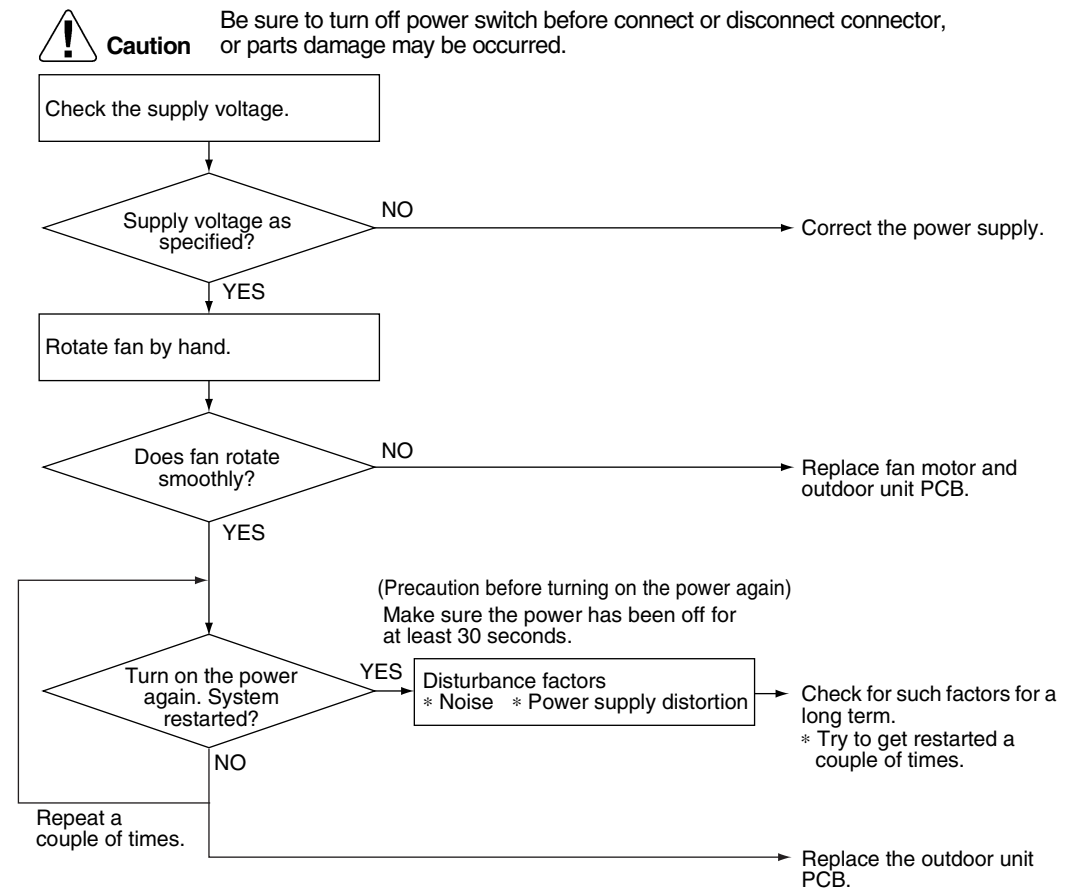 Be sure to turn off power switch before connect or disconnect connector,
Caution or parts damage may be occurred.
Check the supply voltage.
Supply voltage as
specified?
NO
Correct the power supply.
YES
Rotate fan by hand.
Does fan rotate
smoothly?
NO
Replace fan motor and
outdoor unit PCB.
YES
(Precaution before turning on the power again)
Make sure the power has been off for
at least 30 seconds.
Turn on the power
again. System
restarted?
YES
Disturbance factors
∗ Noise ∗ Power supply distortion
Check for such factors for a
long term.
∗ Try to get restarted a
couple of times.
NO
Repeat a
couple of times.
Replace the outdoor unit
PCB.